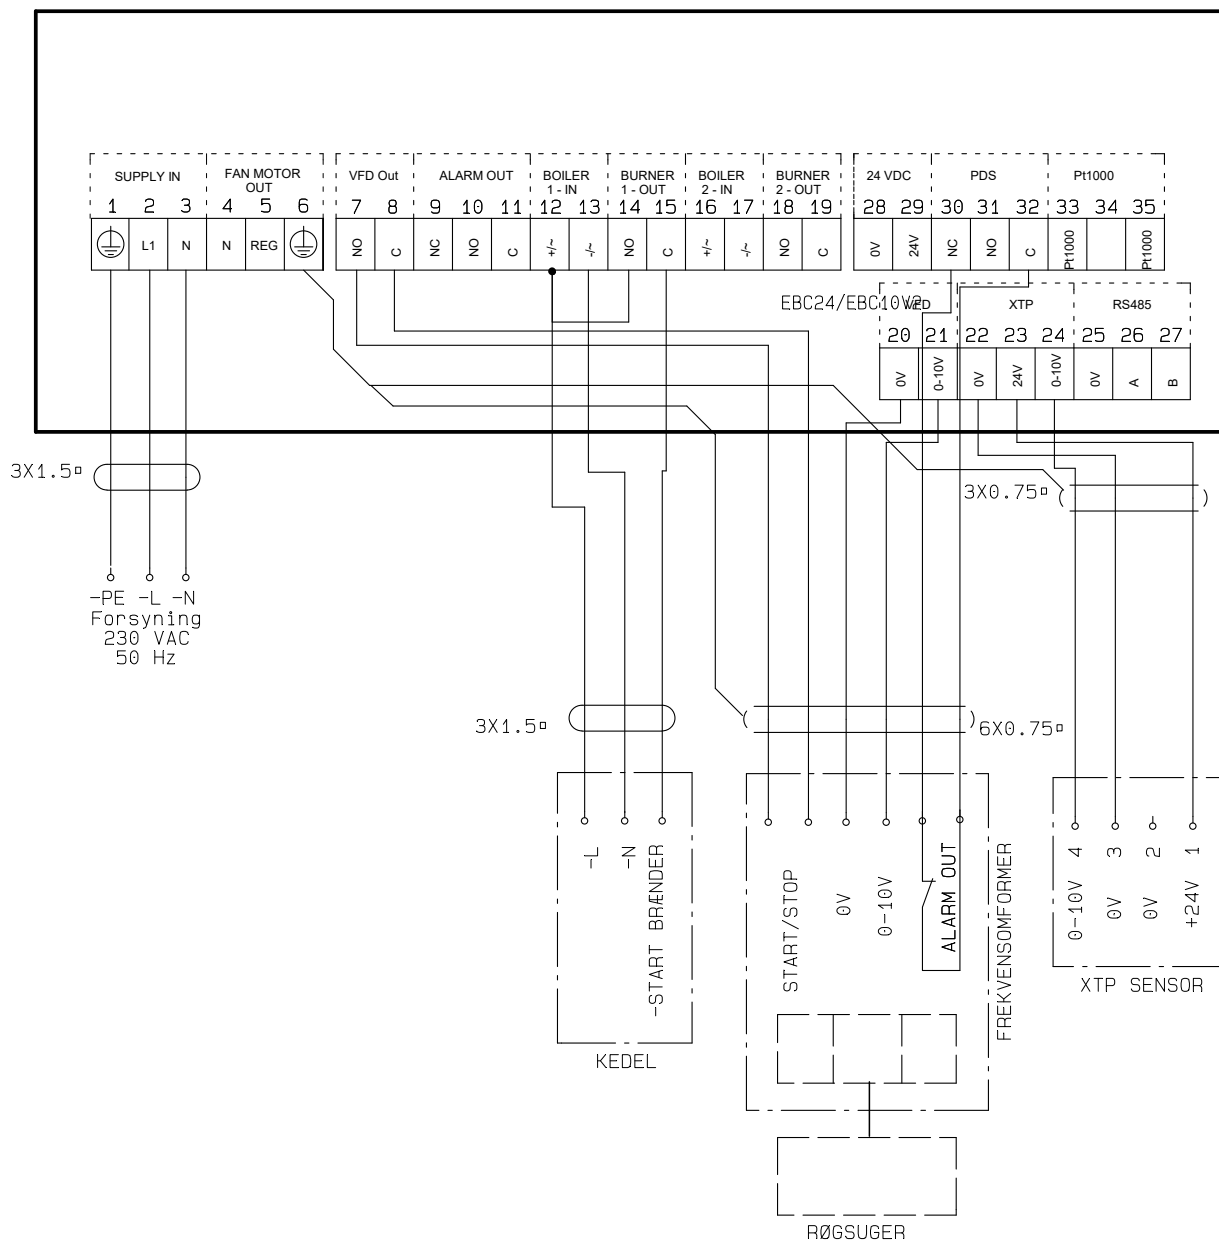 SUPPLY IN FAN MOTOR OUT VFD Out ALARM OUT BOILER 1 - IN BURNER 1 - OUT BOILER 2 - IN BURNER 2 - OUT 24 VDC PDS Pt1000
1 2 3 4 5 6 7 8 9 10 11 12 13 14 15 16 17 18 19 28 29 30 31 32 33 34 35
L1 N N REG NO C NC NO C +/~ -/~ NO C +/~ -/~ NO C 0V 24V NC NO C Pt1000 Pt1000
EBC24/EBC10V2
VFD XTP RS485
20 21 22 23 24 25 26 27
0V 0-10V 0V 24V 0-10V 0V A B
3X1.5▫
3X0.75▫
-PE -L -N
Forsyning
230 VAC
50 Hz
3X1.5▫
6X0.75▫
-L
-N
-START BRÆNDER
KEDEL
START/STOP
0V
0-10V
ALARM OUT
FREKVENSOMFORMER
0-10V 4
0V 3
0V 2
+24V 1
XTP SENSOR
RØGSUGER